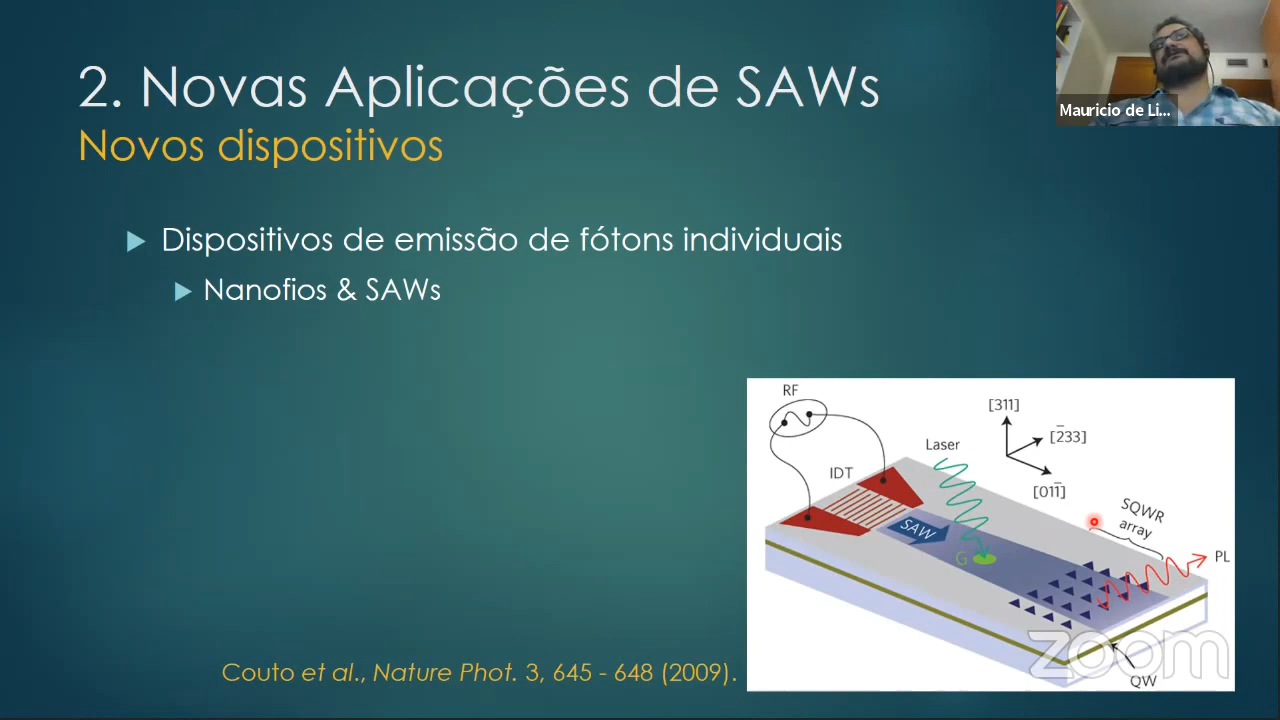 2. Novas Aplicações de SAWs
Novos dispositivos
Mauricio de Li...
Dispositivos de emissão de fótons individuais
Nanofios & SAWs
RF
IDT
Laser
[311]
[2̅33]
[011̅]
SAW
G
SQWR
array
PL
QW
zoom
Couto et al., Nature Phot. 3, 645 - 648 (2009).